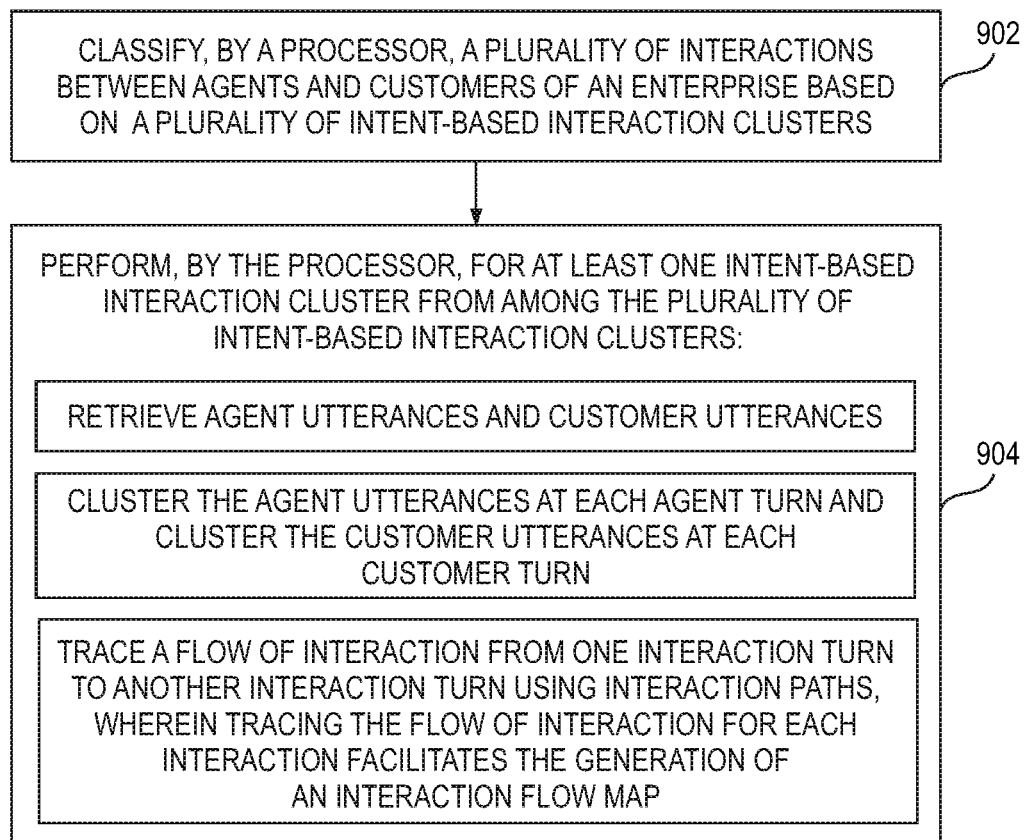 CLASSIFY, BY A PROCESSOR, A PLURALITY OF INTERACTIONS
BETWEEN AGENTS AND CUSTOMERS OF AN ENTERPRISE BASED
ON A PLURALITY OF INTENT-BASED INTERACTION CLUSTERS
902
PERFORM, BY THE PROCESSOR, FOR AT LEAST ONE INTENT-BASED
INTERACTION CLUSTER FROM AMONG THE PLURALITY OF
INTENT-BASED INTERACTION CLUSTERS:
RETRIEVE AGENT UTTERANCES AND CUSTOMER UTTERANCES
904
CLUSTER THE AGENT UTTERANCES AT EACH AGENT TURN AND
CLUSTER THE CUSTOMER UTTERANCES AT EACH
CUSTOMER TURN
TRACE A FLOW OF INTERACTION FROM ONE INTERACTION TURN
TO ANOTHER INTERACTION TURN USING INTERACTION PATHS,
WHEREIN TRACING THE FLOW OF INTERACTION FOR EACH
INTERACTION FACILITATES THE GENERATION OF
AN INTERACTION FLOW MAP